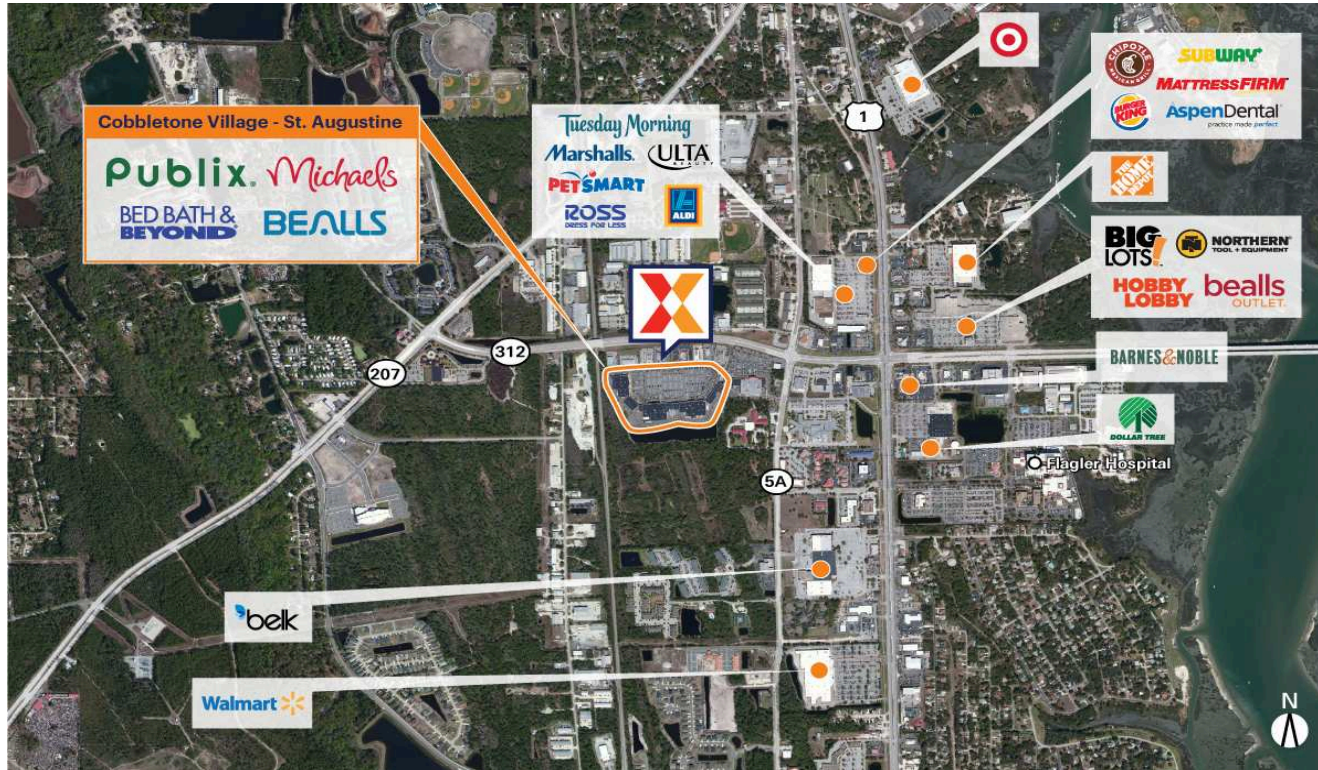 Cobbletone Village - St. Augustine
Publix.
Michaels
BED BATH &
BEYOND
BEALLS
Tuesday Morning
Marshalls.
ULTA
BEAUTY
PETSMART
ROSS
DRESS FOR LESS
ALDI
1
CHIPOTLE
MEXICAN GRILL
SUBWAY
MATTRESSFIRM
BURGER
KING
AspenDental
practice made perfect
THE
HOME
DEPOT
BIG
LOTS!
NORTHERN
TOOL + EQUIPMENT
HOBBY
LOBBY
bealls
OUTLET.
312
207
BARNES&NOBLE
DOLLAR TREE
Flagler Hospital
5A
belk
Walmart
N